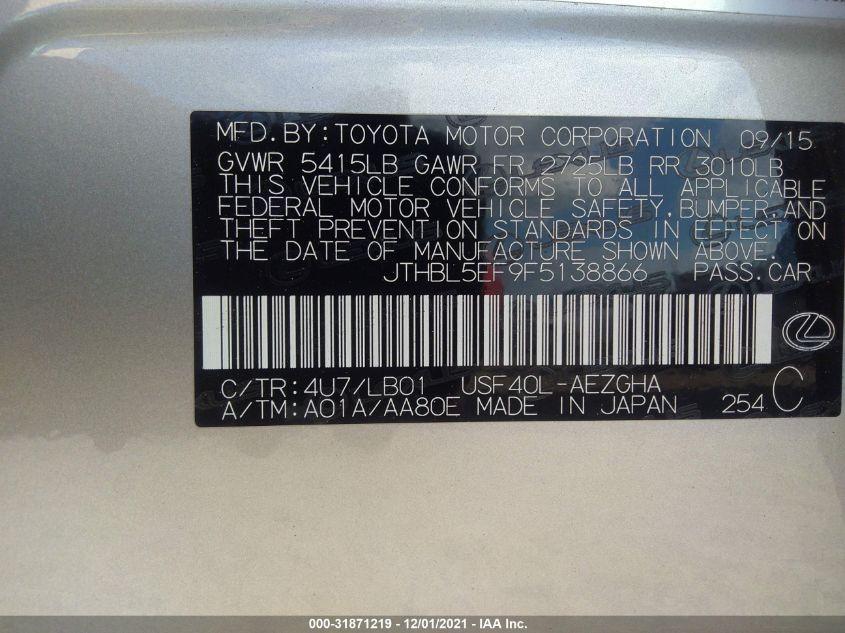 MFD.BY:TOYOTA MOTOR CORPORATION 09/15
GVWR 5415LB GAWR FR 2725LB RR 3010LB
THIS VEHICLE CONFORMS TO ALL APPLICABLE
FEDERAL MOTOR VEHICLE SAFETY,BUMPER,AND
THEFT PREVENTION STANDARDS IN EFFECT ON
THE DATE OF MANUFACTURE SHOWN ABOVE.
JTHBL5EF9F5138866 PASS.CAR
C/TR:4U7/LB01 USF40L-AEZGHA
A/TM:A01A/AA80E MADE IN JAPAN 254 C
000-31871219 - 12/01/2021 - IAA Inc.